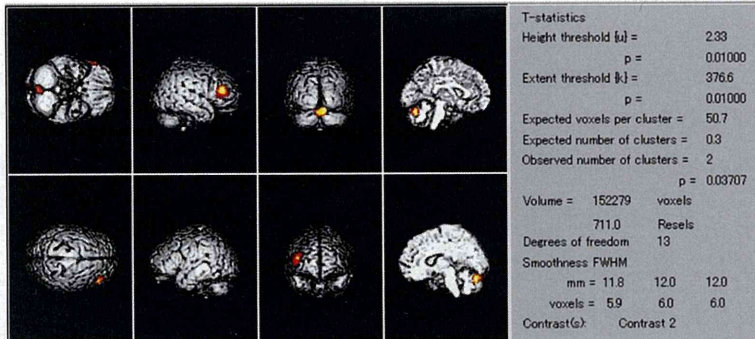 T-statistics
Height threshold {u} = 2.33
p = 0.01000
Extent threshold {k} = 376.6
p = 0.01000
Expected voxels per cluster = 50.7
Expected number of clusters = 0.3
Observed number of clusters = 2
p = 0.03707
Volume = 152279 voxels
711.0 Resels
Degrees of freedom 13
Smoothness FWHM
mm = 11.8 12.0 12.0
voxels = 5.9 6.0 6.0
Contrast(s): Contrast 2